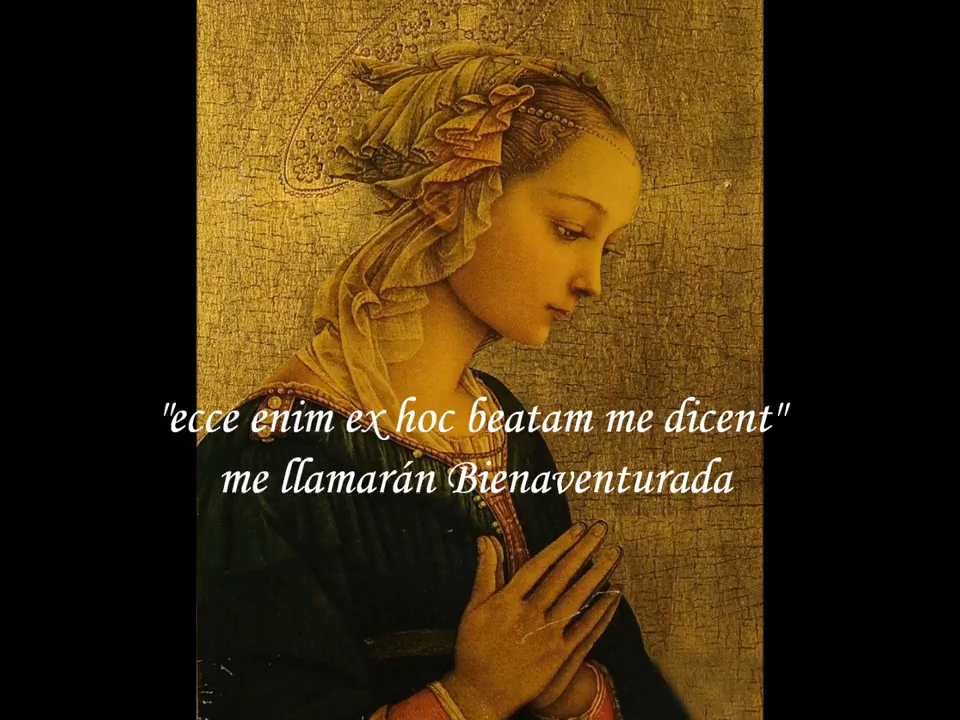 "ecce enim ex hoc beatam me dicent"
me llamarán Bienaventurada